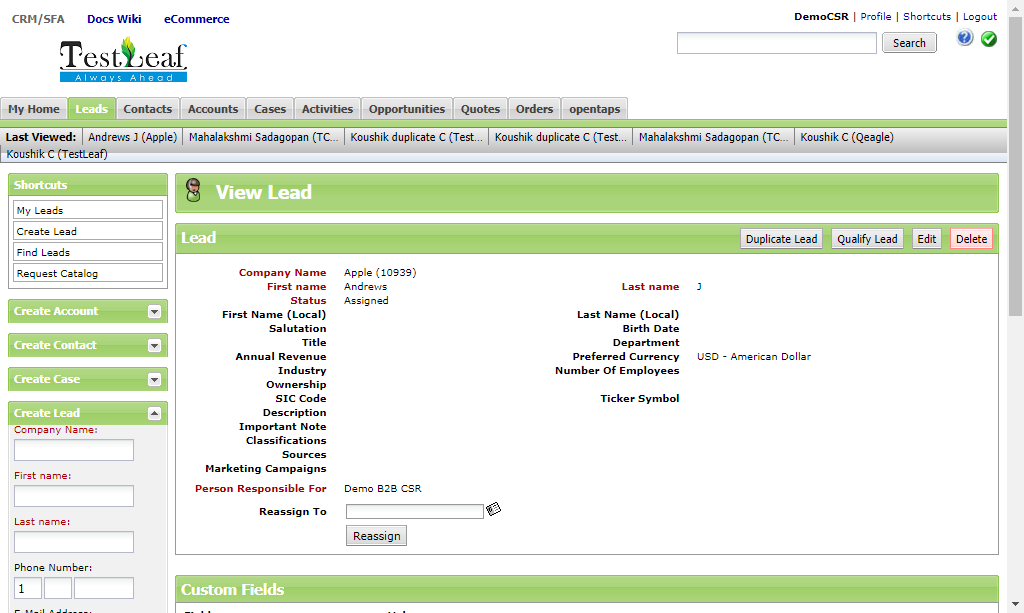 CRM/SFA Docs Wiki eCommerce
DemoCSR | Profile | Shortcuts | Logout
TestLeaf
Always Ahead
Search
My Home Leads Contacts Accounts Cases Activities Opportunities Quotes Orders opentaps
Last Viewed: Andrews J (Apple) Mahalakshmi Sadagopan (TC... Koushik duplicate C (Test... Koushik duplicate C (Test... Mahalakshmi Sadagopan (TC... Koushik C (Qeagle)
Koushik C (TestLeaf)
Shortcuts
My Leads
Create Lead
Find Leads
Request Catalog
Create Account
Create Contact
Create Case
Create Lead
Company Name:
First name:
Last name:
Phone Number:
1
E-Mail Address:
View Lead
Lead Duplicate Lead Qualify Lead Edit Delete
Company Name Apple (10939)
First name Andrews Last name J
Status Assigned
First Name (Local) Last Name (Local)
Salutation Birth Date
Title Department
Annual Revenue Preferred Currency USD - American Dollar
Industry Number Of Employees
Ownership
SIC Code Ticker Symbol
Description
Important Note
Classifications
Sources
Marketing Campaigns
Person Responsible For Demo B2B CSR
Reassign To
Reassign
Custom Fields